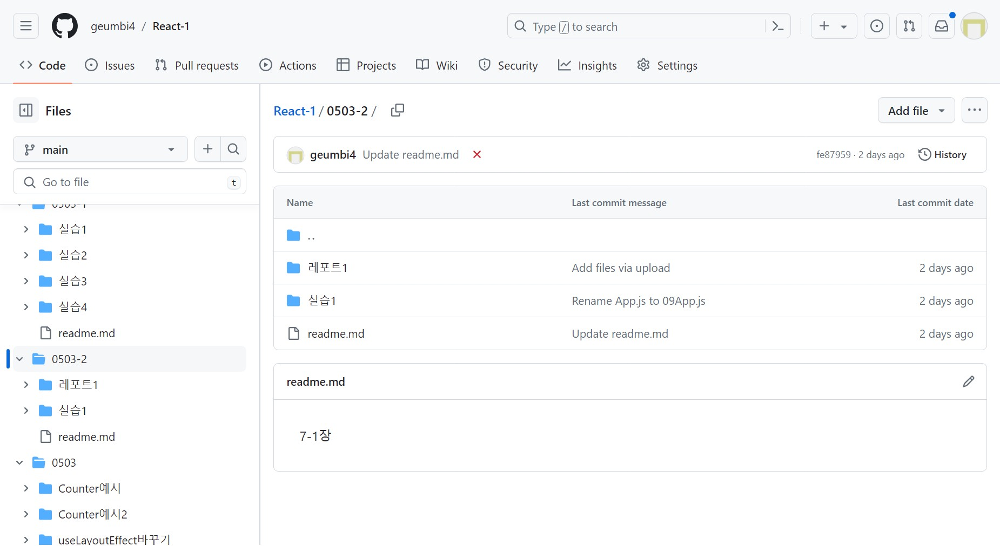 geumbi4 / React-1
Type / to search
Code Issues Pull requests Actions Projects Wiki Security Insights Settings
Files
main
Go to file t
0503-1
실습1
실습2
실습3
실습4
readme.md
0503-2
레포트1
실습1
readme.md
0503
Counter예시
Counter예시2
useLayoutEffect바꾸기
React-1 / 0503-2 /
Add file
geumbi4 Update readme.md fe87959 · 2 days ago History
Name Last commit message Last commit date
..
레포트1 Add files via upload 2 days ago
실습1 Rename App.js to 09App.js 2 days ago
readme.md Update readme.md 2 days ago
readme.md
7-1장